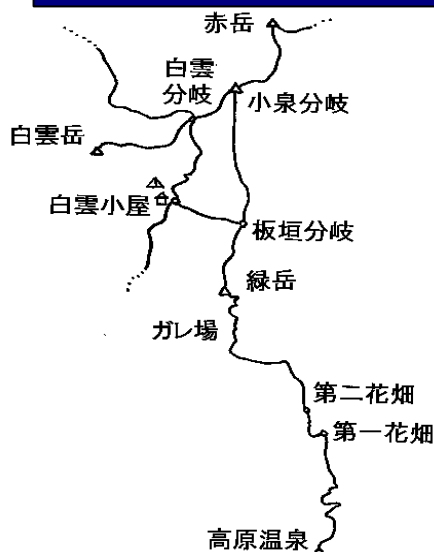 赤岳
白雲
分岐
小泉分岐
白雲岳
白雲小屋
板垣分岐
緑岳
ガレ場
第二花畑
第一花畑
高原温泉